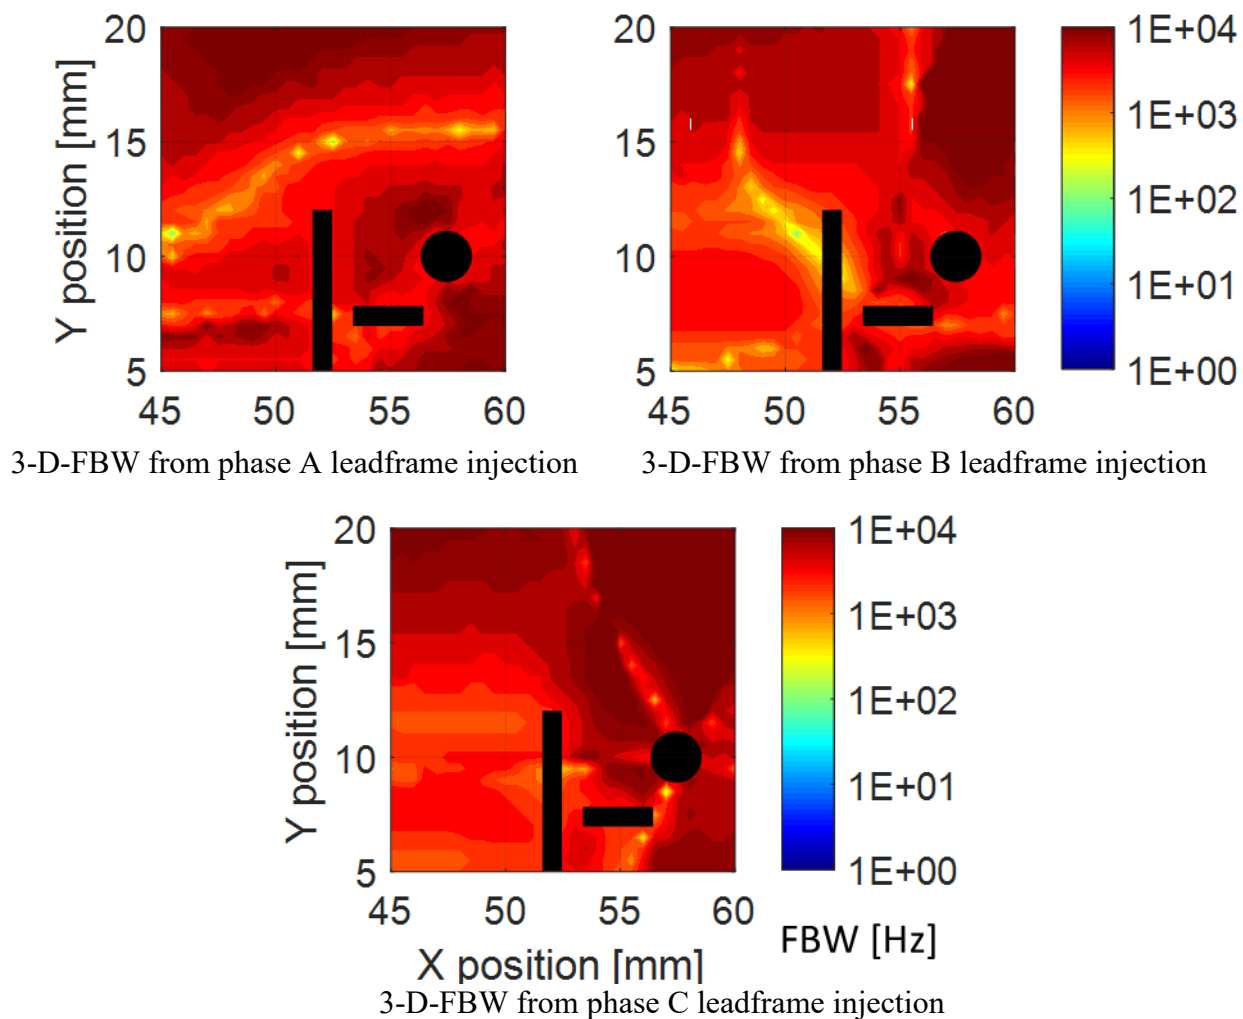 20
15
10
5
Y position [mm]
45 50 55 60
3-D-FBW from phase A leadframe injection
20
15
10
5
45 50 55 60
1E+04
1E+03
1E+02
1E+01
1E+00
3-D-FBW from phase B leadframe injection
20
15
10
5
Y position [mm]
45 50 55 60
X position [mm]
1E+04
1E+03
1E+02
1E+01
1E+00
FBW [Hz]
3-D-FBW from phase C leadframe injection